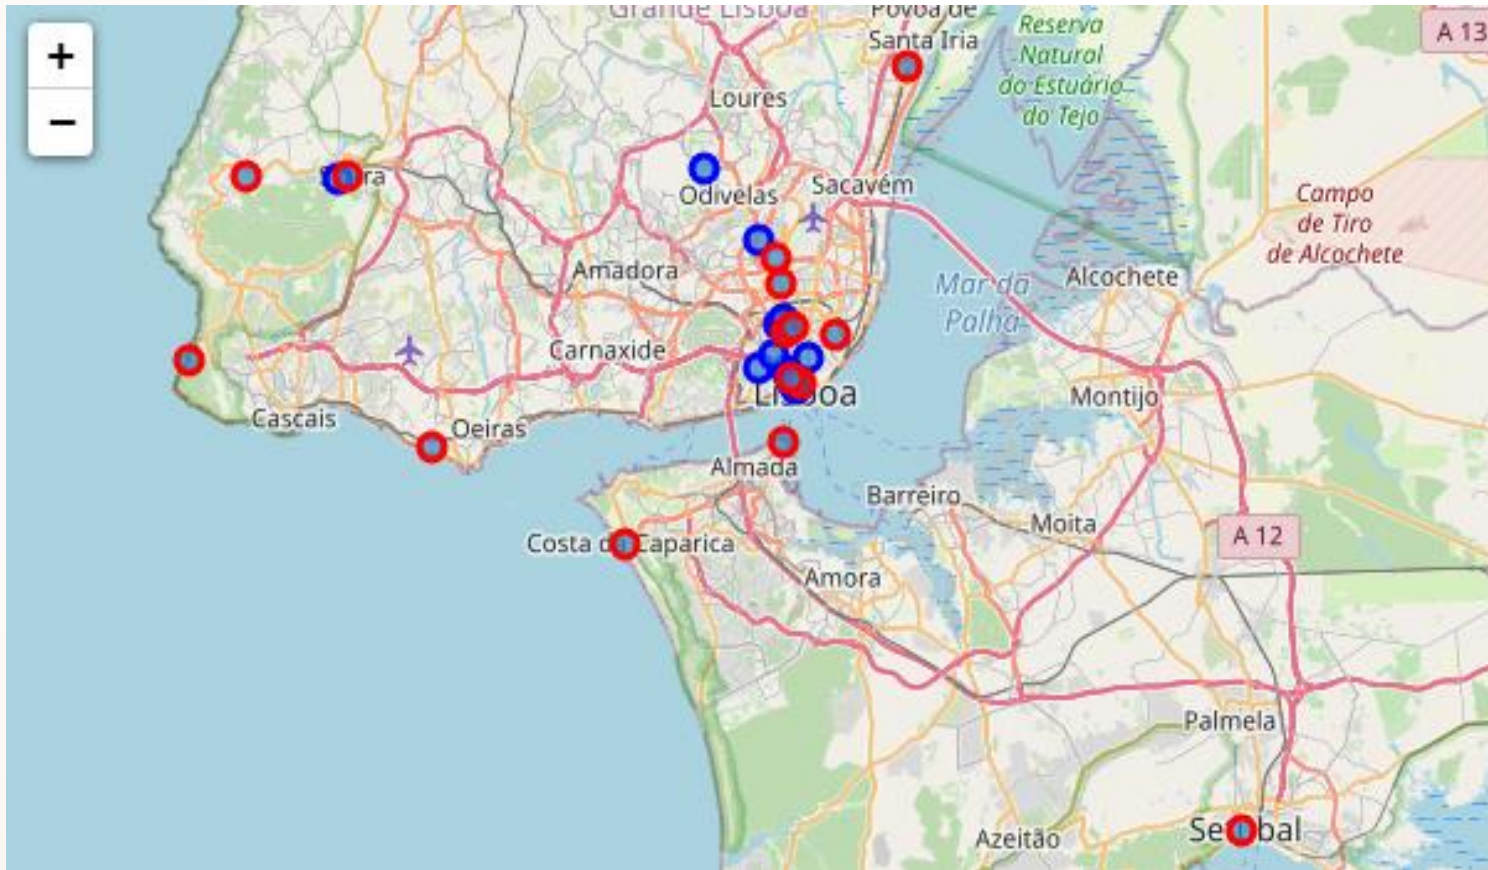 +
−
Grande Lisboa
Póvoa de
Santa Iria
Reserva
Natural
do Estuário
do Tejo
A 13
Loures
Odivelas
Sacavém
Campo
de Tiro
de Alcochete
Amadora
Alcochete
Mar da
Palha
Carnaxide
Lisboa
Montijo
Cascais
Oeiras
Almada
Barreiro
Moita
A 12
Costa da Caparica
Amora
Palmela
Azeitão